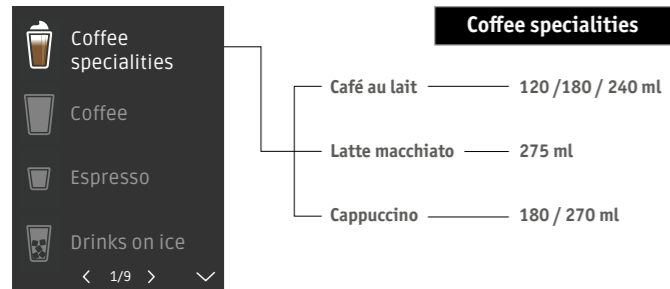 Coffee specialities
Coffee
specialities
Café au lait
120 /180 / 240 ml
Coffee
Latte macchiato
275 ml
Espresso
Cappuccino
180 / 270 ml
Drinks on ice
< 1/9 >